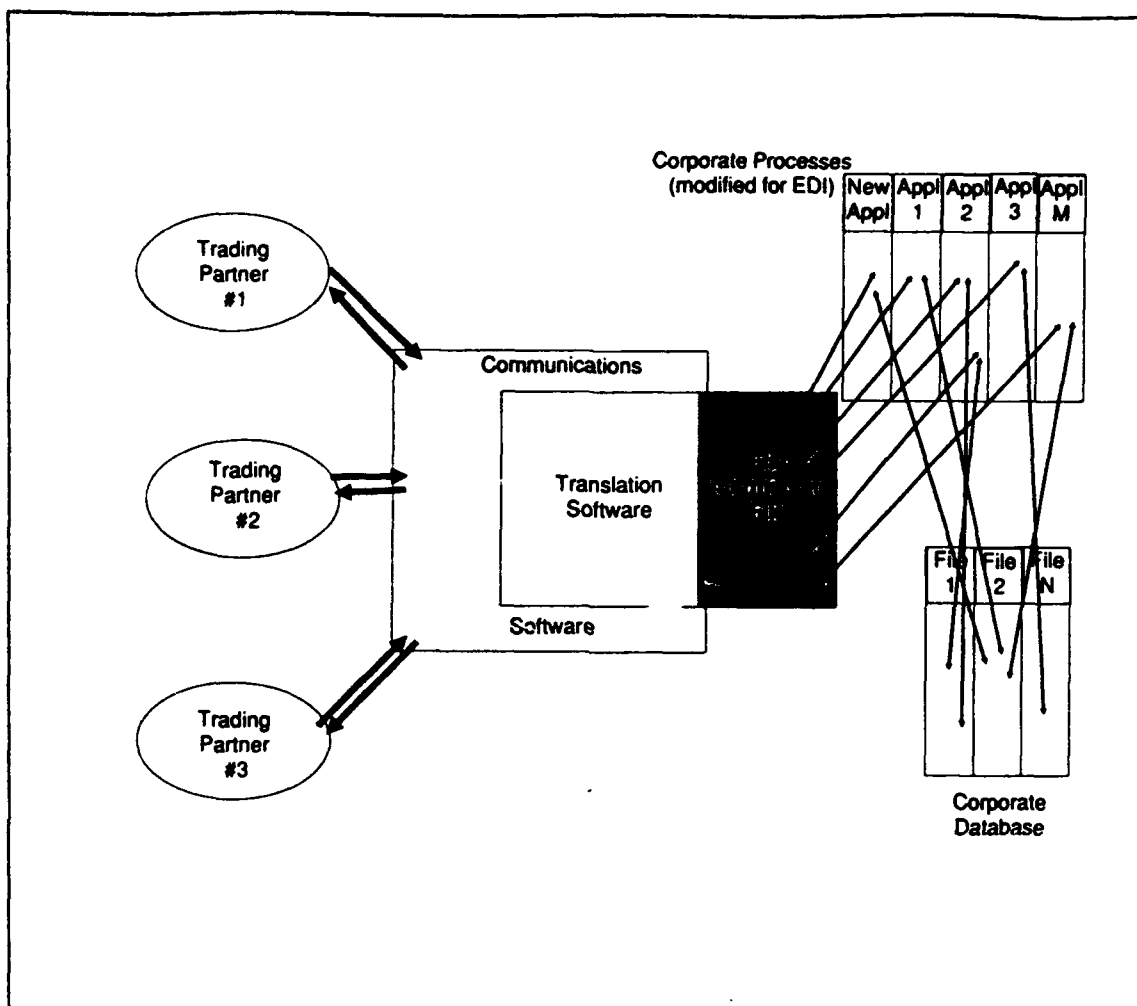 Corporate Processes
(modified for EDI)
New
Appl
Appl
1
Appl
2
Appl
3
Appl
M
Trading
Partner
#1
Communications
Trading
Partner
#2
Translation
Software
Software
Trading
Partner
#3
File
1
File
2
File
N
Corporate
Database